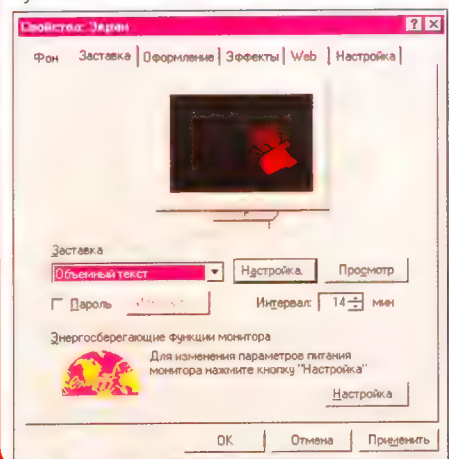 Свойства: Экран
Фон Заставка Оформление Эффекты Web Настройка
Заставка
Объемный текст Настройка. Просмотр
Пароль Интервал: 14 мин
Энергосберегающие функции монитора
Для изменения параметров питания
монитора нажмите кнопку "Настройка"
Настройка
ОК Отмена Применить